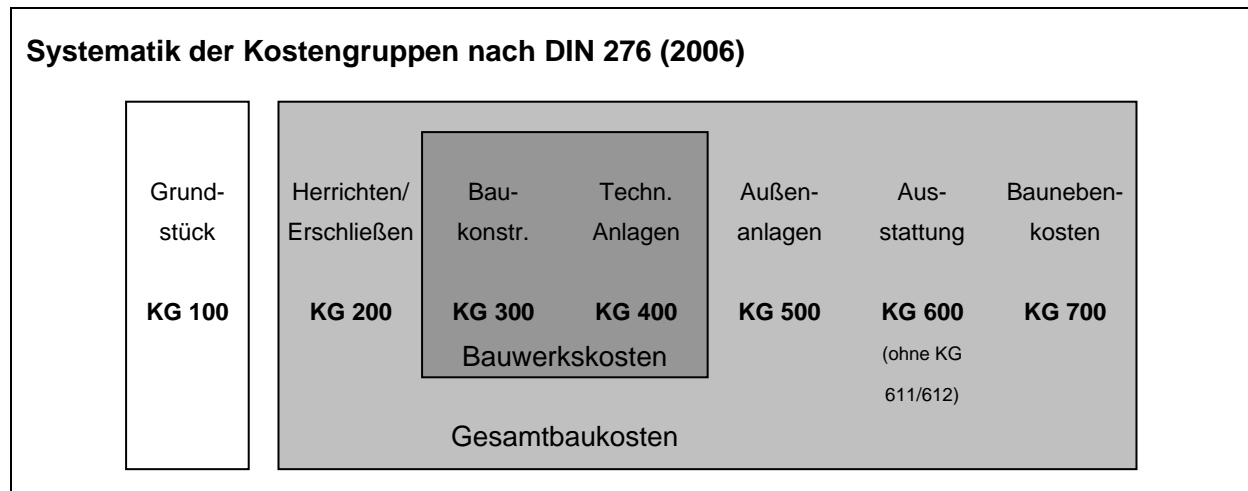 Systematik der Kostengruppen nach DIN 276 (2006)
Grund-
stück
KG 100
Herrichten/
Erschließen
KG 200
Bau-
konstr.
KG 300
Techn.
Anlagen
KG 400
Bauwerkskosten
Außen-
anlagen
KG 500
Aus-
stattung
KG 600
(ohne KG
611/612)
Bauneben-
kosten
KG 700
Gesamtbaukosten